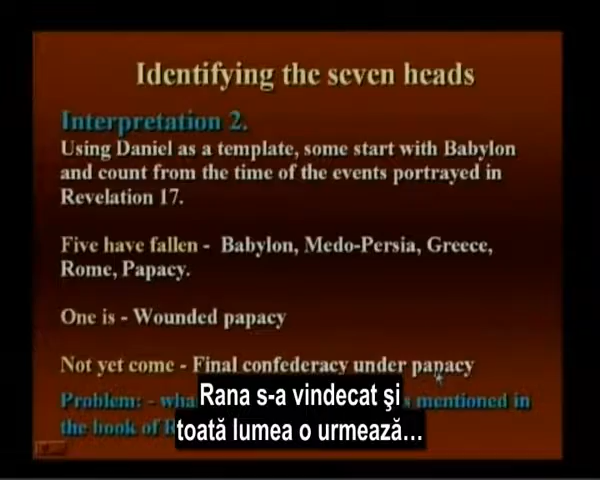 Identifying the seven heads
Interpretation 2.
Using Daniel as a template, some start with Babylon
and count from the time of the events portrayed in
Revelation 17.
Five have fallen - Babylon, Medo-Persia, Greece,
Rome, Papacy.
One is - Wounded papacy
Not yet come - Final confederacy under papacy
Problem: - mentioned in
the book of
Rana s-a vindecat şi
toată lumea o urmează...